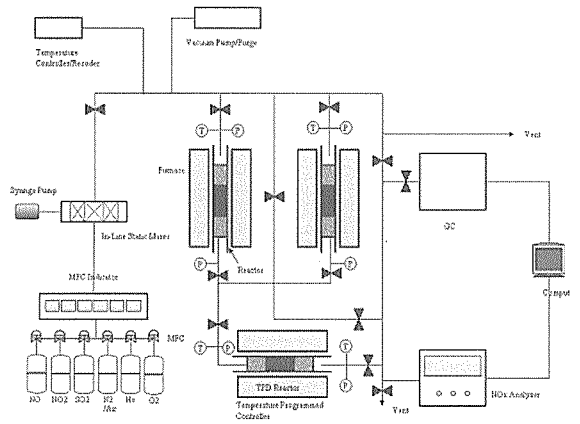 Temperature
Controller/Recoder
Vacuum Pump/Purge
Vent
T
P
T
P
Furnace
Syringe Pump
In-Line Static Mixer
GC
P
Reactor
P
MFC Indicator
Comput
MFC
T
P
T
P
TPD Reactor
NO
NO2
SO2
N2
/Air
He
O2
Temperature Programmed
Controller
Vent
NOx Analyzer